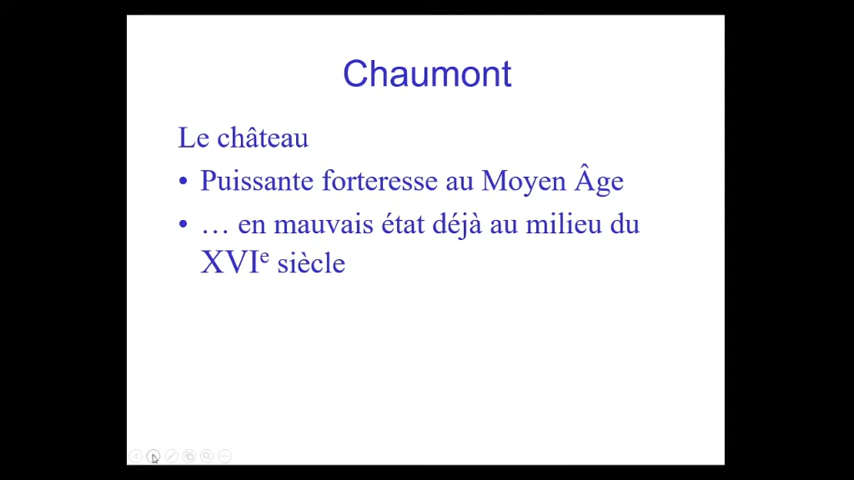 Chaumont
Le château
• Puissante forteresse au Moyen Âge
• … en mauvais état déjà au milieu du
XVIe siècle